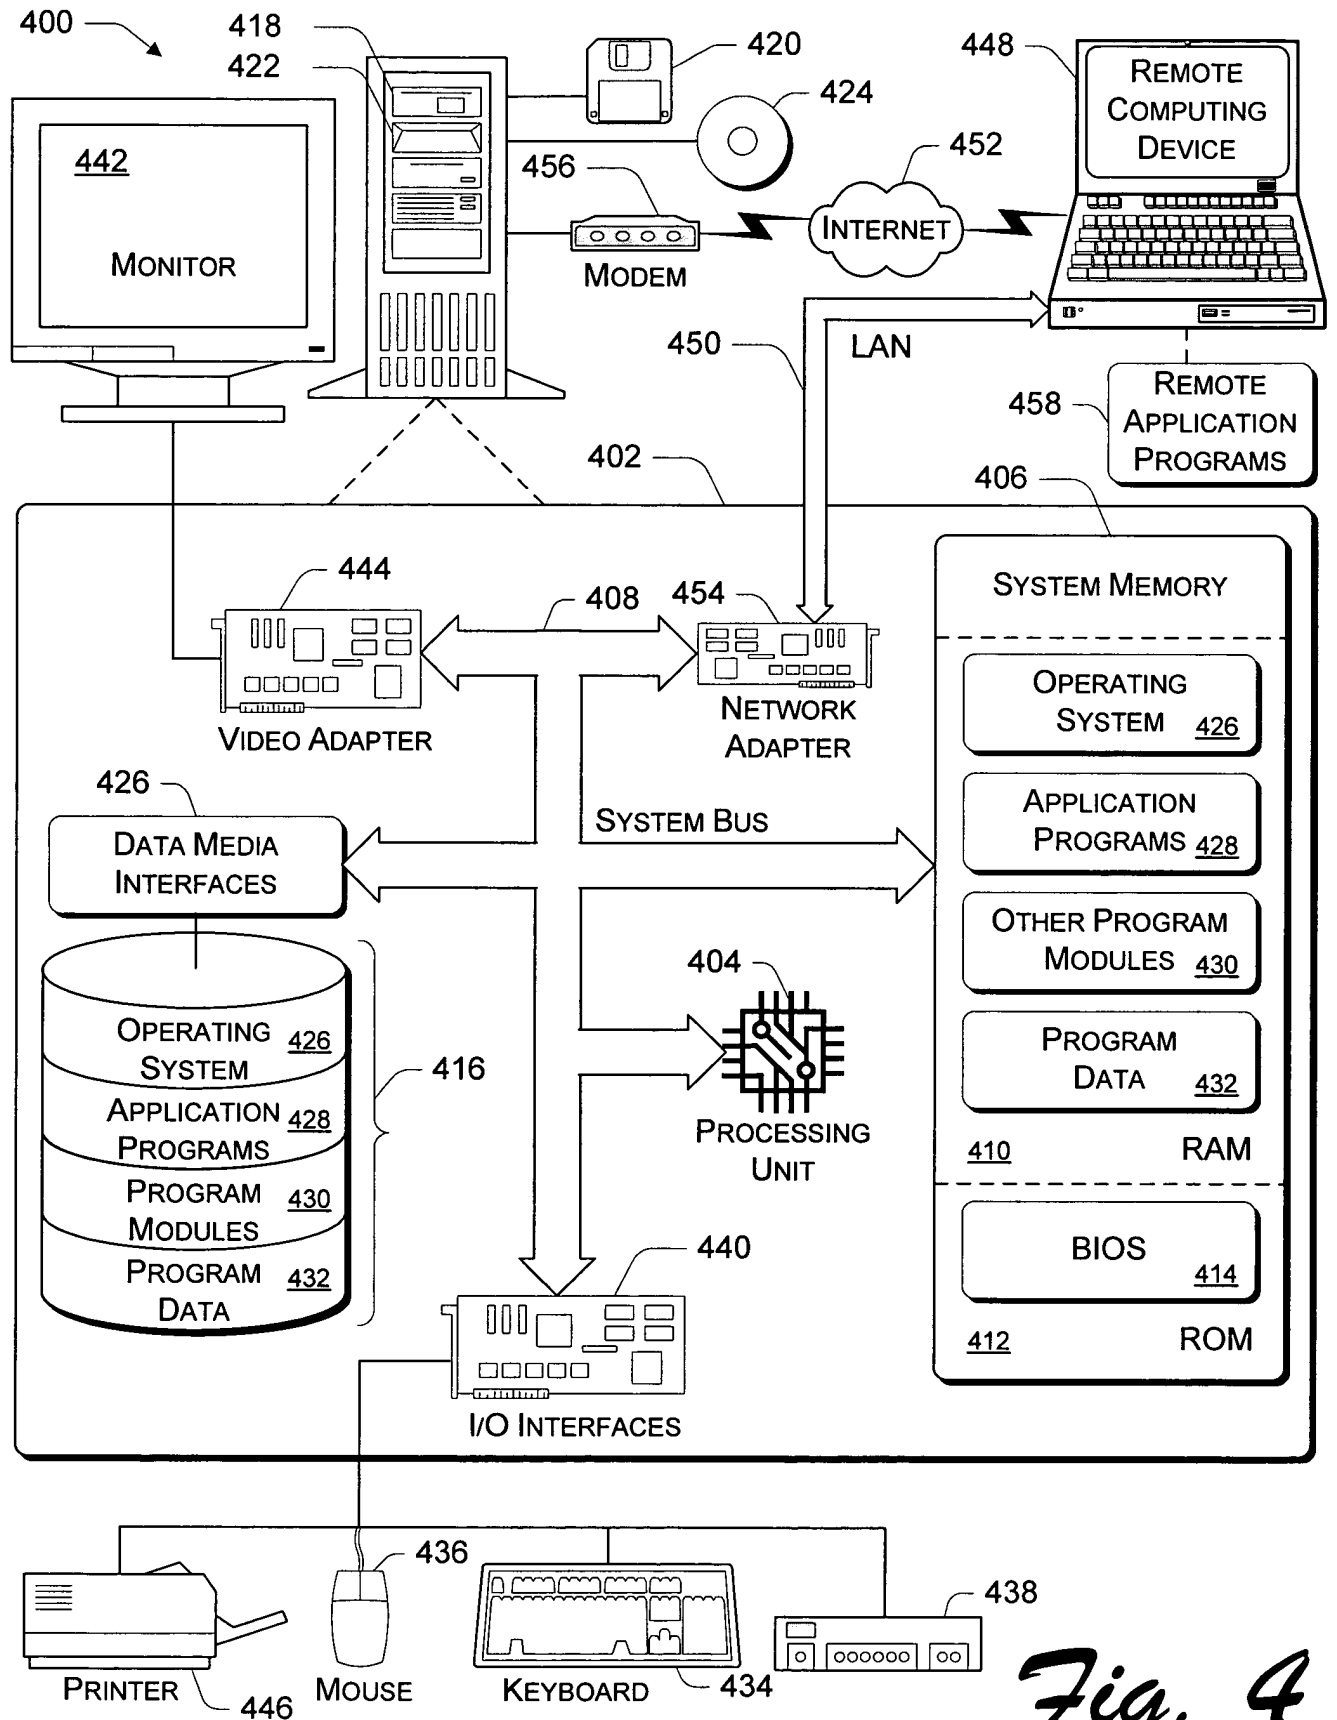 400
418
422
420
424
448
REMOTE
COMPUTING
DEVICE
442
MONITOR
456
MODEM
452
INTERNET
450
LAN
458
REMOTE
APPLICATION
PROGRAMS
402
406
SYSTEM MEMORY
444
VIDEO ADAPTER
408
454
NETWORK
ADAPTER
OPERATING
SYSTEM 426
APPLICATION
PROGRAMS 428
OTHER PROGRAM
MODULES 430
PROGRAM
DATA 432
410 RAM
BIOS
414
412 ROM
426
DATA MEDIA
INTERFACES
SYSTEM BUS
OPERATING 426
SYSTEM
APPLICATION 428
PROGRAMS
PROGRAM 430
MODULES
PROGRAM 432
DATA
416
404
PROCESSING
UNIT
440
I/O INTERFACES
PRINTER
446
436
MOUSE
KEYBOARD
434
438
Fig. 4